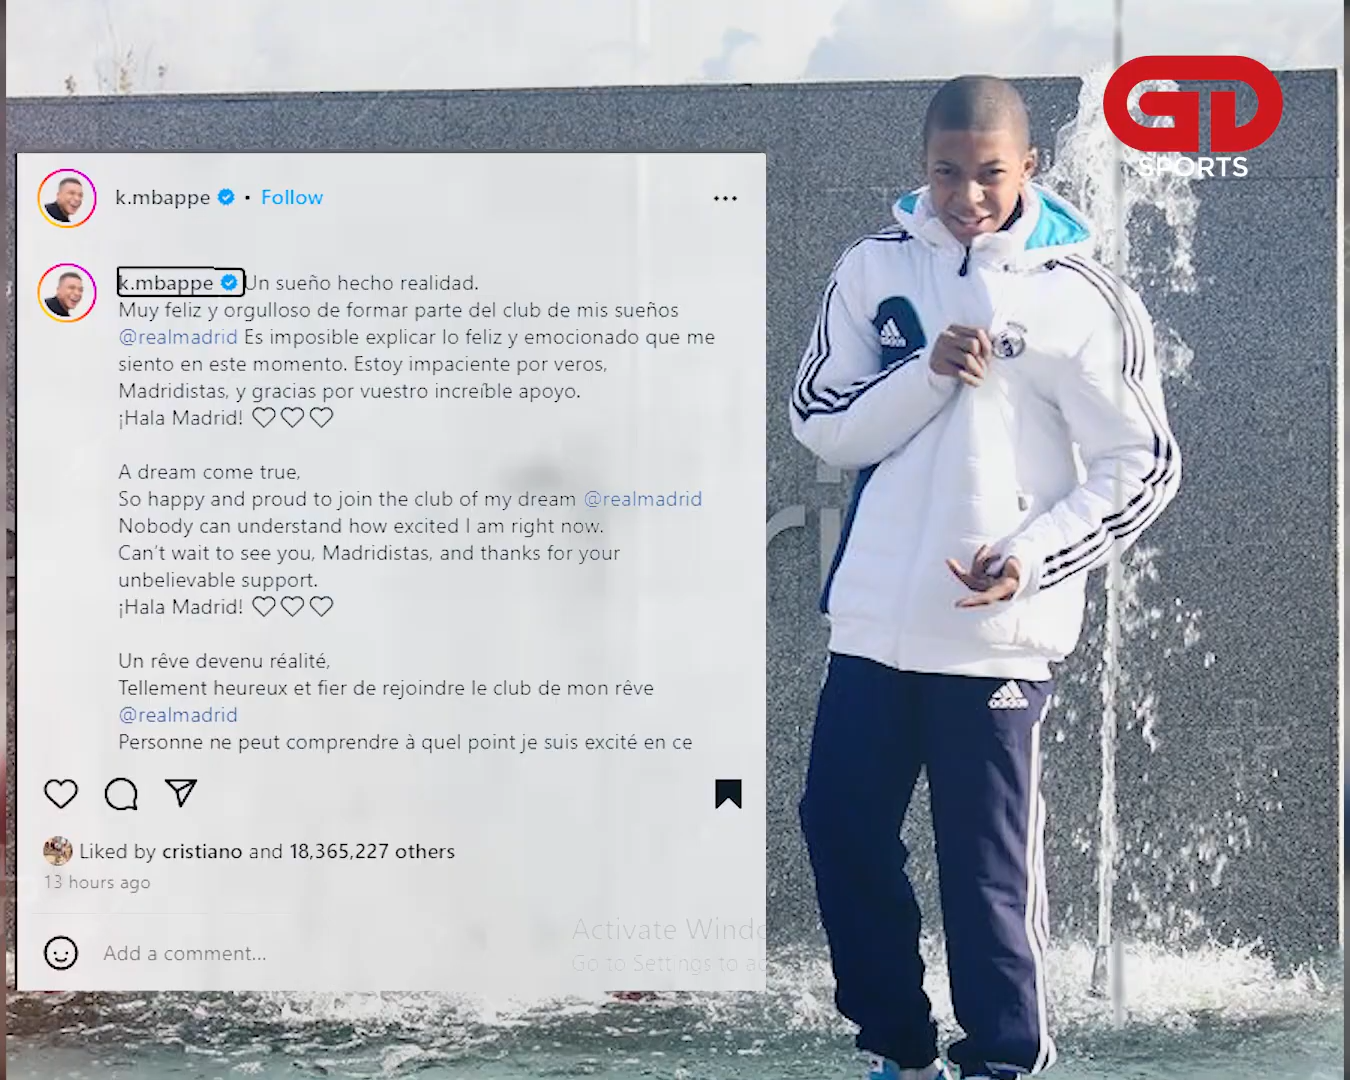 GD
SPORTS
k.mbappe • Follow
k.mbappe Un sueño hecho realidad.
Muy feliz y orgulloso de formar parte del club de mis sueños
@realmadrid Es imposible explicar lo feliz y emocionado que me
siento en este momento. Estoy impaciente por veros,
Madridistas, y gracias por vuestro increíble apoyo.
¡Hala Madrid! ♡♡♡
A dream come true,
So happy and proud to join the club of my dream @realmadrid
Nobody can understand how excited I am right now.
Can't wait to see you, Madridistas, and thanks for your
unbelievable support.
¡Hala Madrid! ♡♡♡
Un rêve devenu réalité,
Tellement heureux et fier de rejoindre le club de mon rêve
@realmadrid
Personne ne peut comprendre à quel point je suis excité en ce
Liked by cristiano and 18,365,227 others
13 hours ago
Activate Windo
Go to Settings to ac
Add a comment...
adidas
adidas